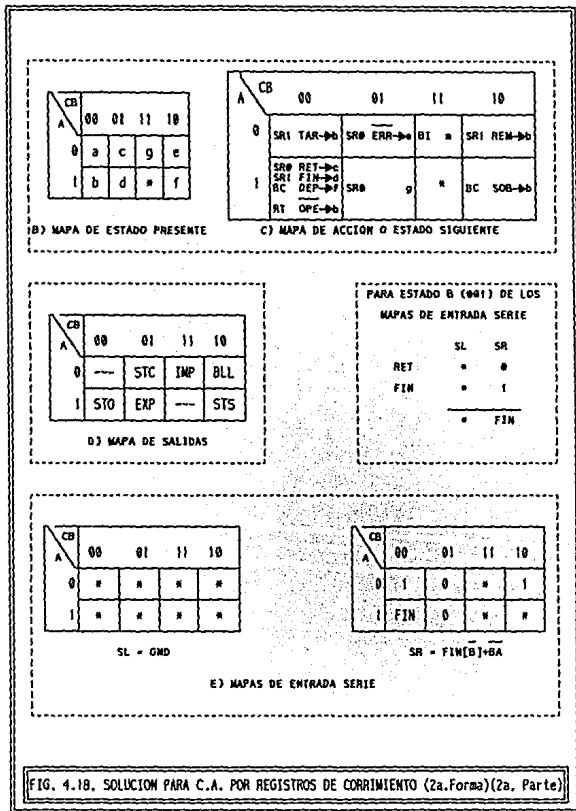 CB
A
00 01 11 10
0 a c g e
1 b d * f
B) MAPA DE ESTADO PRESENTE
CB
A
00 01 11 10
0 SR1 TAR→b SR0 ERR→e BI * SR1 REM→b
1 SR0 RET→c
SR1 FIN→d
BC DEP→f SR0 g * BC SOB→b
RT OPE→b
C) MAPA DE ACCION O ESTADO SIGUIENTE
CB
A
00 01 11 10
0 --- STC IMP BLL
1 STO EXP --- STS
D) MAPA DE SALIDAS
PARA ESTADO B (001) DE LOS
MAPAS DE ENTRADA SERIE
SL SR
RET * 0
FIN * 1
* FIN
CB
A
00 01 11 10
0 * * * *
1 * * * *
SL = GND
CB
A
00 01 11 10
0 1 0 * 1
1 FIN 0 * *
SR = FIN[B̅]+B̅A̅
E) MAPAS DE ENTRADA SERIE
FIG. 4.18. SOLUCION PARA C.A. POR REGISTROS DE CORRIMIENTO (2a.Forma)(2a. Parte)